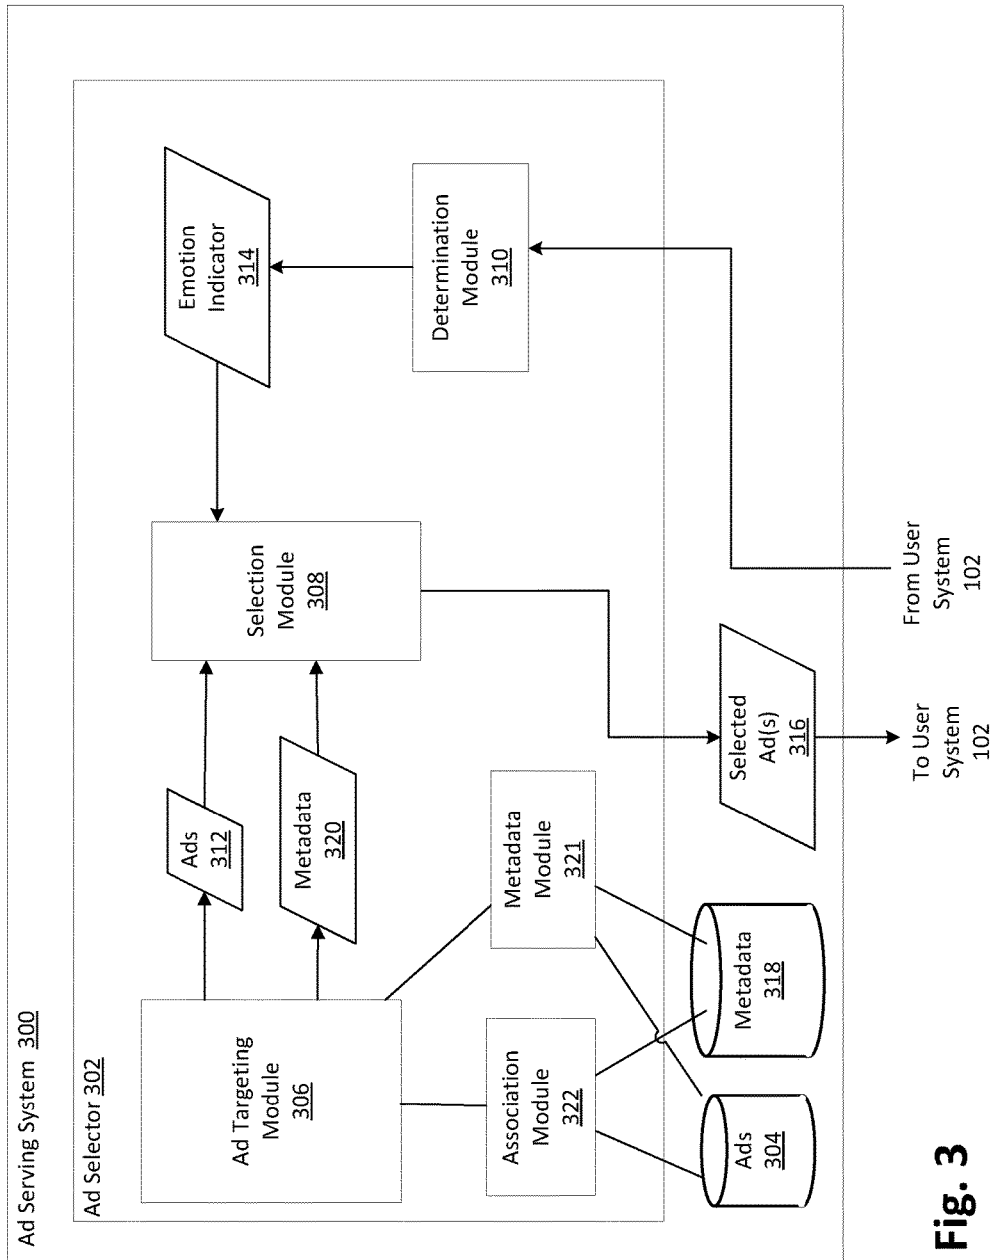 Ad Serving System 300
Ad Selector 302
Ad Targeting
Module
306
Ads
312
Metadata
320
Selection
Module
308
Emotion
Indicator
314
Determination
Module
310
Association
Module
322
Metadata
Module
321
Ads
304
Metadata
318
Selected
Ad(s)
316
To User
System
102
From User
System
102
Fig. 3